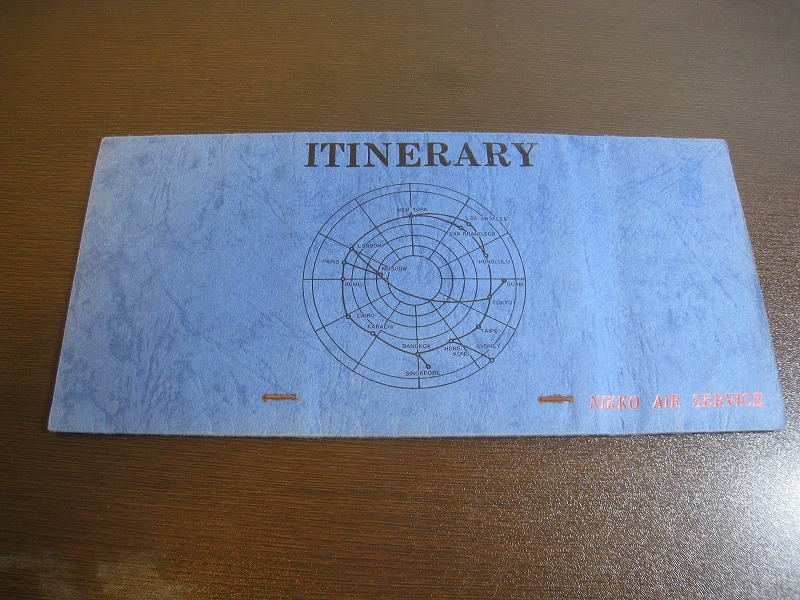 ITINERARY
NEW YORK
LOS ANGELES
SAN FRANCISCO
LONDON
PARIS
MOSCOW
HONOLULU
ROME
GUAM
TOKYO
CAIRO
KARACHI
TAIPEI
BANGKOK
HONG
KONG
SYDNEY
SINGAPORE
NIKKO AIR SERVICE